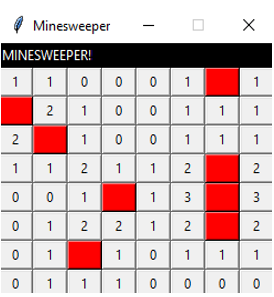 Minesweeper
MINESWEEPER!
1 1 0 0 0 1 1
2 1 0 0 1 1 1
2 1 0 0 1 1 1
1 1 2 1 1 2 2
0 0 1 1 3 3
0 1 2 2 1 2 2
0 1 1 0 1 1 1
0 1 1 1 0 0 0 0